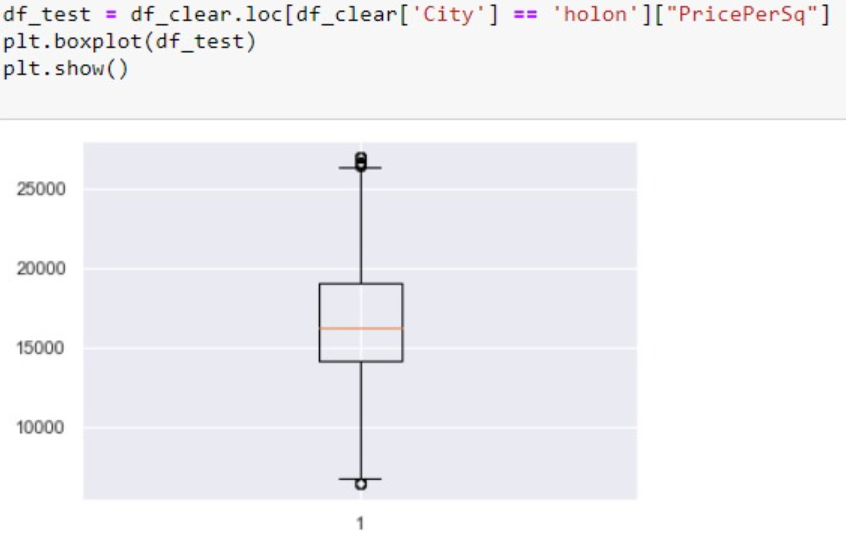 df_test = df_clear.loc[df_clear['City'] == 'holon']["PricePerSq"]
plt.boxplot(df_test)
plt.show()
25000
20000
15000
10000
1